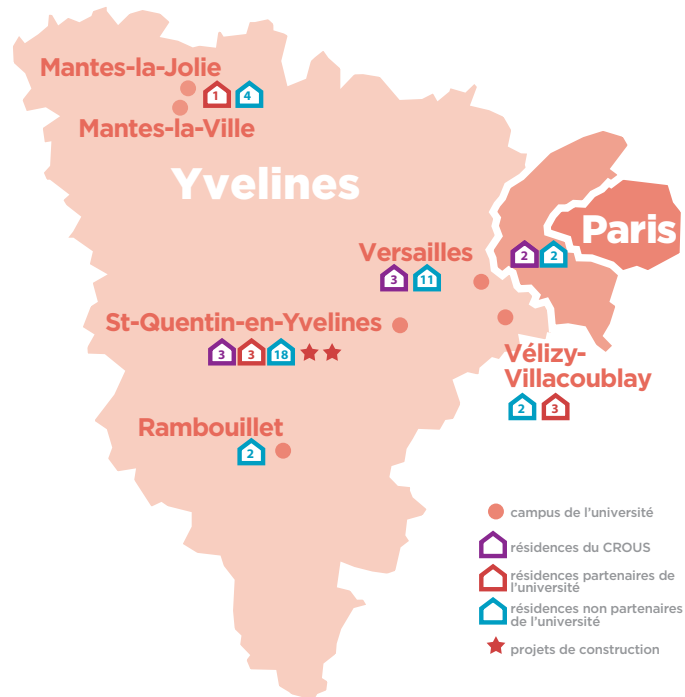 Mantes-la-Jolie
1 4
Mantes-la-Ville
Yvelines
Paris
2 2
Versailles
3 11
St-Quentin-en-Yvelines
3 3 18
Vélizy-
Villacoublay
2 3
Rambouillet
2
campus de l'université
résidences du CROUS
résidences partenaires de
l'université
résidences non partenaires
de l'université
projets de construction